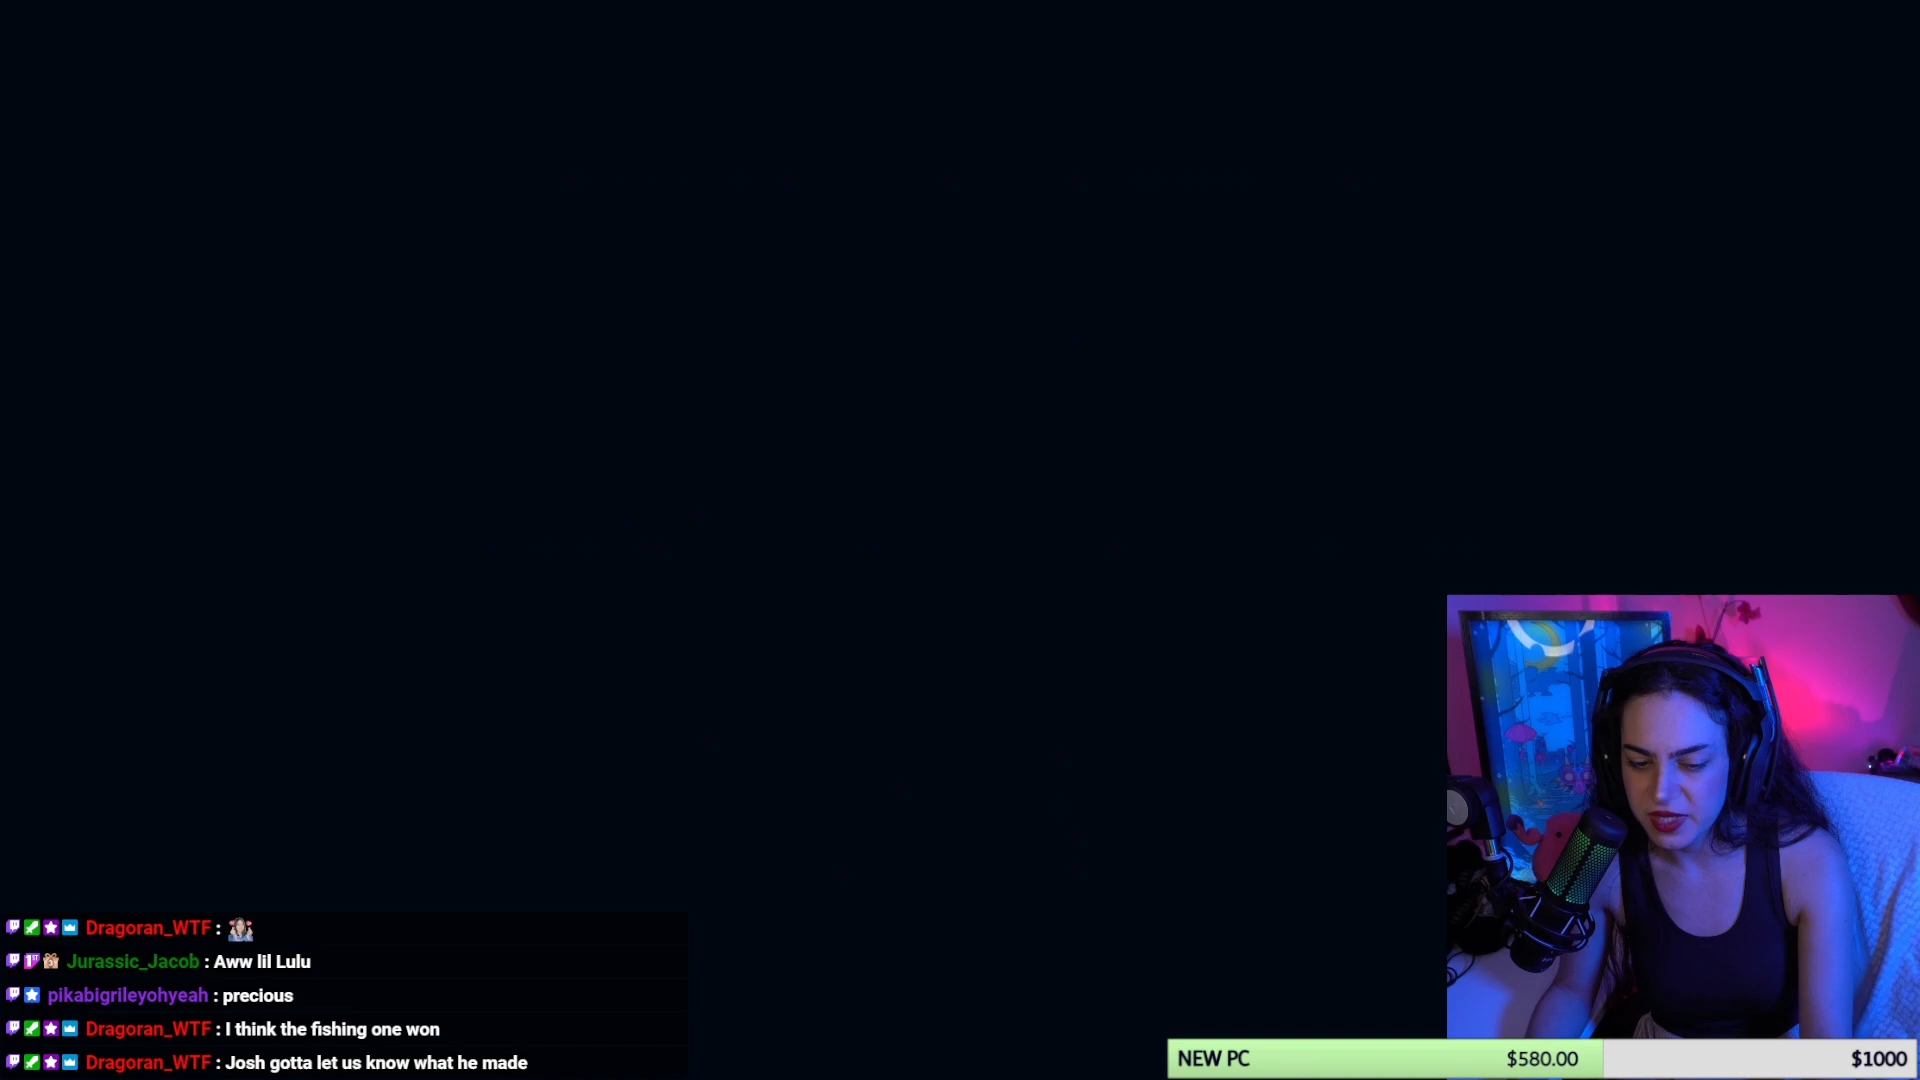 Dragoran_WTF :
Jurassic_Jacob : Aww lil Lulu
pikabigrileyohyeah : precious
Dragoran_WTF : I think the fishing one won
Dragoran_WTF : Josh gotta let us know what he made
NEW PC $580.00 $1000